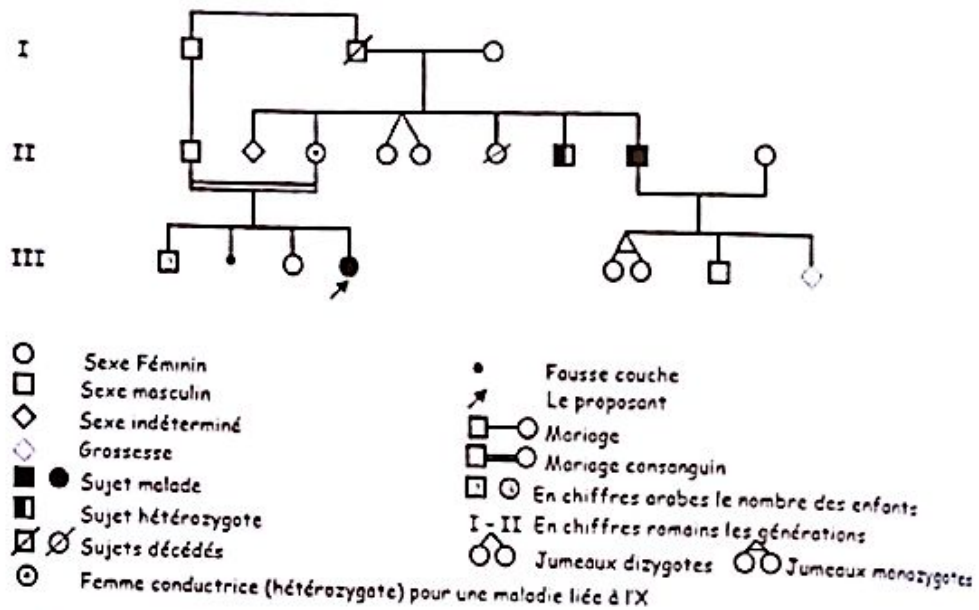 I
II
III
Sexe Féminin
Sexe masculin
Sexe indéterminé
Grossesse
Sujet malade
Sujet hétérozygote
Sujets décédés
Femme conductrice (hétérozygate) pour une maladie liée à l'X
Fausse couche
Le proposant
Mariage
Mariage consanguin
En chiffres arabes le nombre des enfants
I - II En chiffres romains les générations
Jumeaux dizygotes
Jumeaux monozygotes